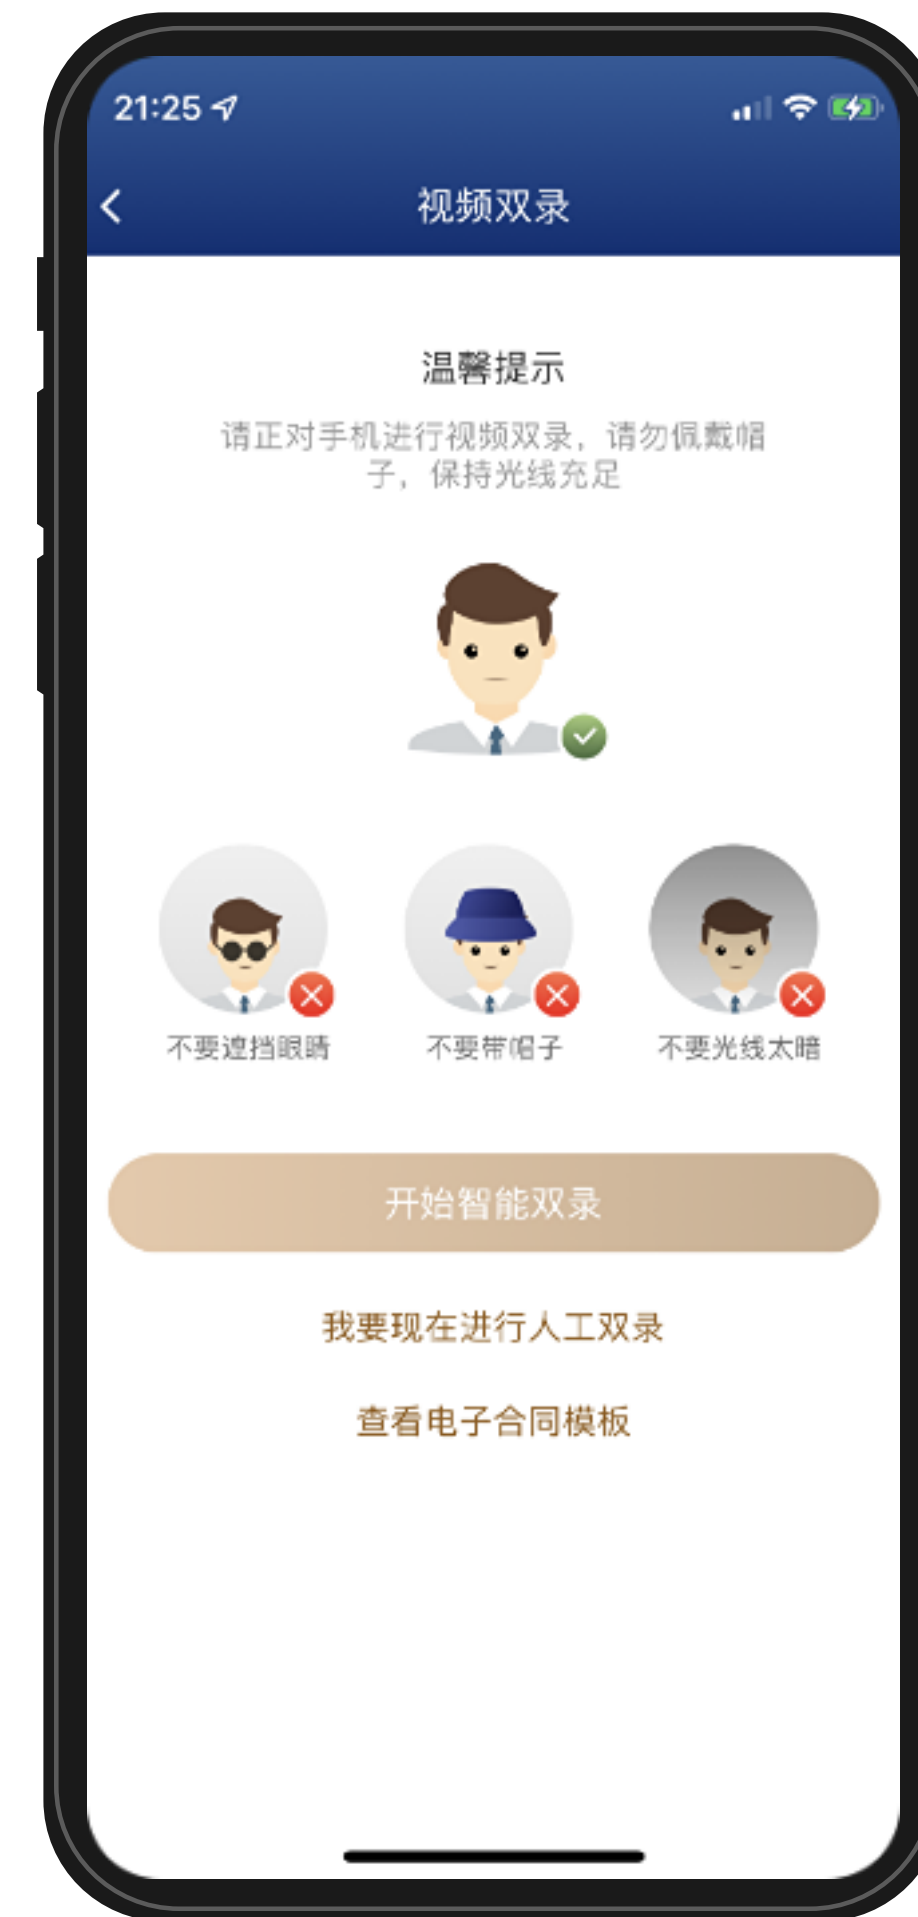 21:25
视频双录
温馨提示
请正对手机进行视频双录，请勿佩戴帽
子，保持光线充足
不要遮挡眼睛
不要带帽子
不要光线太暗
开始智能双录
我要现在进行人工双录
查看电子合同模板